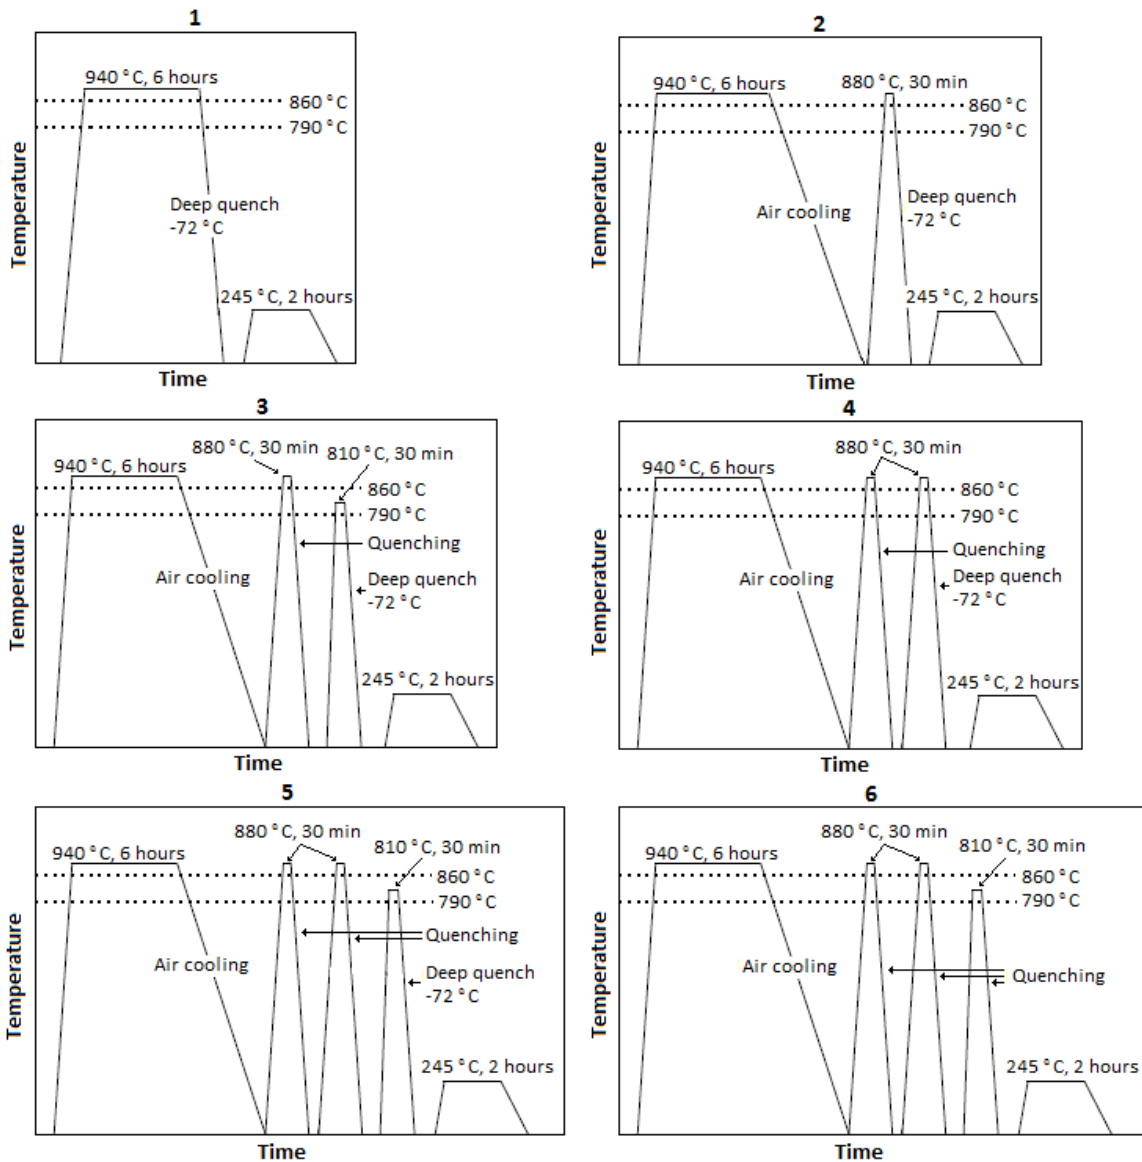 1
940 °C, 6 hours
860 °C
790 °C
Deep quench
-72 °C
245 °C, 2 hours
Temperature
Time
2
940 °C, 6 hours
880 °C, 30 min
860 °C
790 °C
Air cooling
Deep quench
-72 °C
245 °C, 2 hours
Temperature
Time
3
940 °C, 6 hours
880 °C, 30 min
810 °C, 30 min
860 °C
790 °C
Quenching
Air cooling
Deep quench
-72 °C
245 °C, 2 hours
Temperature
Time
4
940 °C, 6 hours
880 °C, 30 min
860 °C
790 °C
Quenching
Air cooling
Deep quench
-72 °C
245 °C, 2 hours
Temperature
Time
5
940 °C, 6 hours
880 °C, 30 min
810 °C, 30 min
860 °C
790 °C
Quenching
Air cooling
Deep quench
-72 °C
245 °C, 2 hours
Temperature
Time
6
940 °C, 6 hours
880 °C, 30 min
810 °C, 30 min
860 °C
790 °C
Air cooling
Quenching
245 °C, 2 hours
Temperature
Time